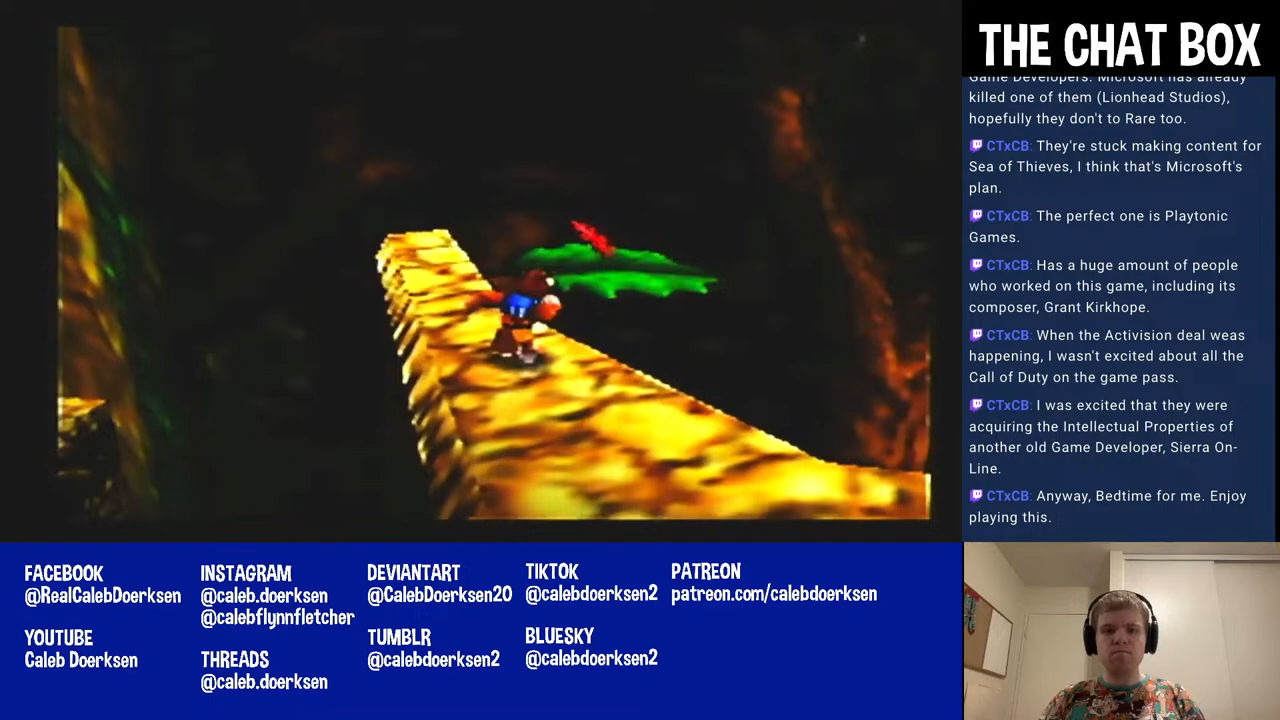 THE CHAT BOX
Game Developers. Microsoft has already
killed one of them (Lionhead Studios),
hopefully they don't to Rare too.
CTxCB: They're stuck making content for
Sea of Thieves, I think that's Microsoft's
plan.
CTxCB: The perfect one is Playtonic
Games.
CTxCB: Has a huge amount of people
who worked on this game, including its
composer, Grant Kirkhope.
CTxCB: When the Activision deal weas
happening, I wasn't excited about all the
Call of Duty on the game pass.
CTxCB: I was excited that they were
acquiring the Intellectual Properties of
another old Game Developer, Sierra On-
Line.
CTxCB: Anyway, Bedtime for me. Enjoy
playing this.
FACEBOOK
@RealCalebDoerksen
YOUTUBE
Caleb Doerksen
INSTAGRAM
@caleb.doerksen
@calebflynnfletcher
THREADS
@caleb.doerksen
DEVIANTART
@CalebDoerksen20
TUMBLR
@calebdoerksen2
TIKTOK
@calebdoerksen2
BLUESKY
@calebdoerksen2
PATREON
patreon.com/calebdoerksen